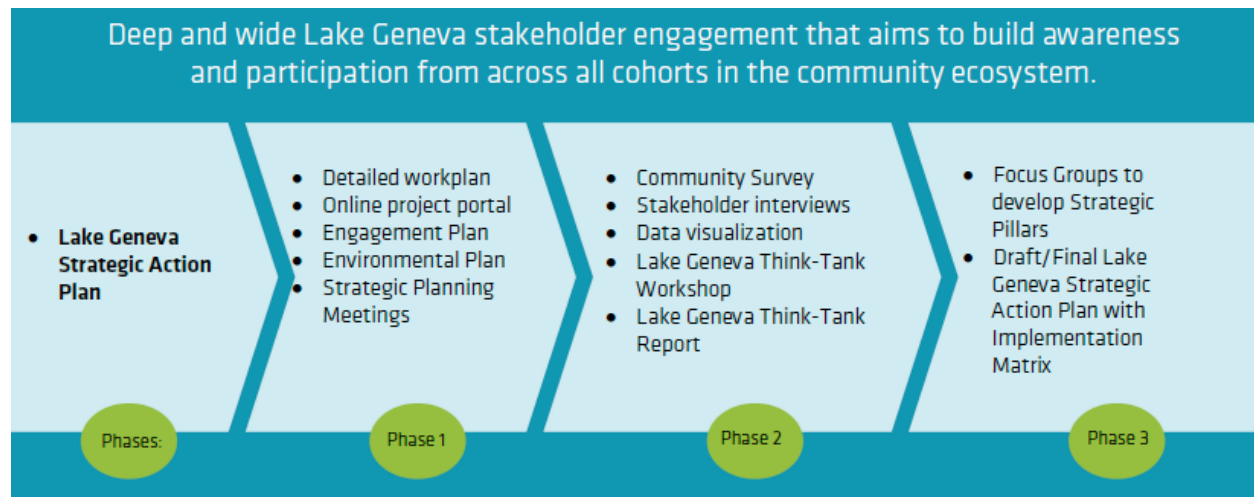 Deep and wide Lake Geneva stakeholder engagement that aims to build awareness
and participation from across all cohorts in the community ecosystem.
• Lake Geneva
Strategic Action
Plan
• Detailed workplan
• Online project portal
• Engagement Plan
• Environmental Plan
• Strategic Planning
Meetings
• Community Survey
• Stakeholder interviews
• Data visualization
• Lake Geneva Think-Tank
Workshop
• Lake Geneva Think-Tank
Report
• Focus Groups to
develop Strategic
Pillars
• Draft/Final Lake
Geneva Strategic
Action Plan with
Implementation
Matrix
Phases:
Phase 1
Phase 2
Phase 3